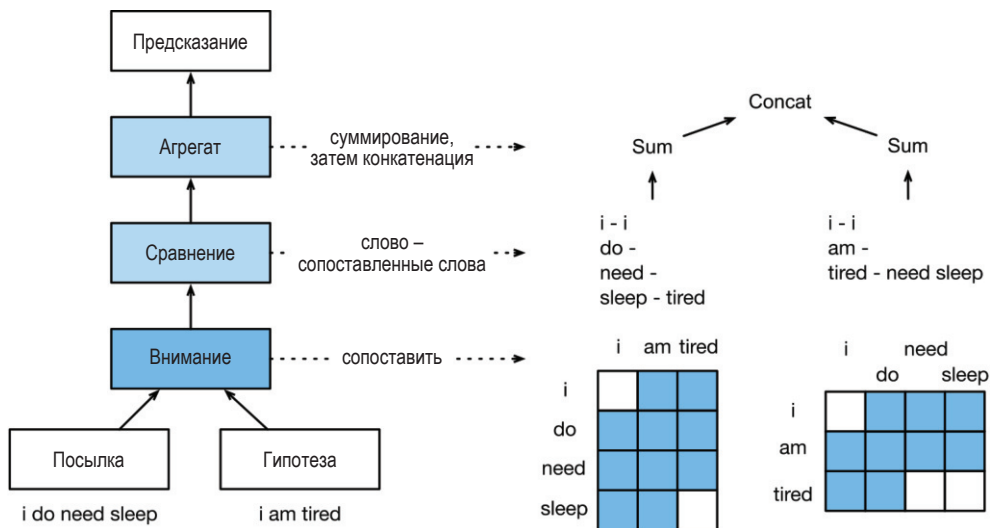 Предсказание
Агрегат
суммирование,
затем конкатенация
Сравнение
слово –
сопоставленные слова
Внимание
сопоставить
Посылка
Гипотеза
i do need sleep
i am tired
Concat
Sum
Sum
i - i
do -
need -
sleep - tired
i - i
am -
tired - need sleep
i am tired
i
do
need
sleep
i need
do sleep
i
am
tired